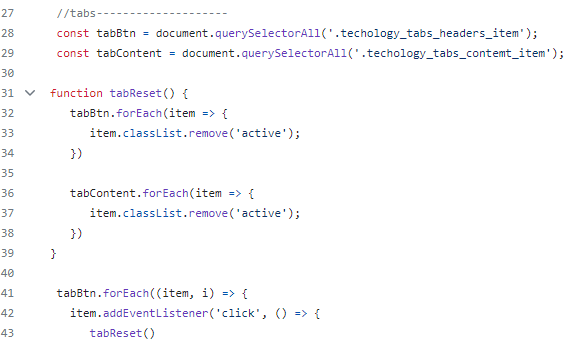 27 //tabs--------------------
28 const tabBtn = document.querySelectorAll('.techology_tabs_headers_item');
29 const tabContent = document.querySelectorAll('.techology_tabs_contemt_item');
30
31 function tabReset() {
32 tabBtn.forEach(item => {
33 item.classList.remove('active');
34 })
35
36 tabContent.forEach(item => {
37 item.classList.remove('active');
38 })
39 }
40
41 tabBtn.forEach((item, i) => {
42 item.addEventListener('click', () => {
43 tabReset()